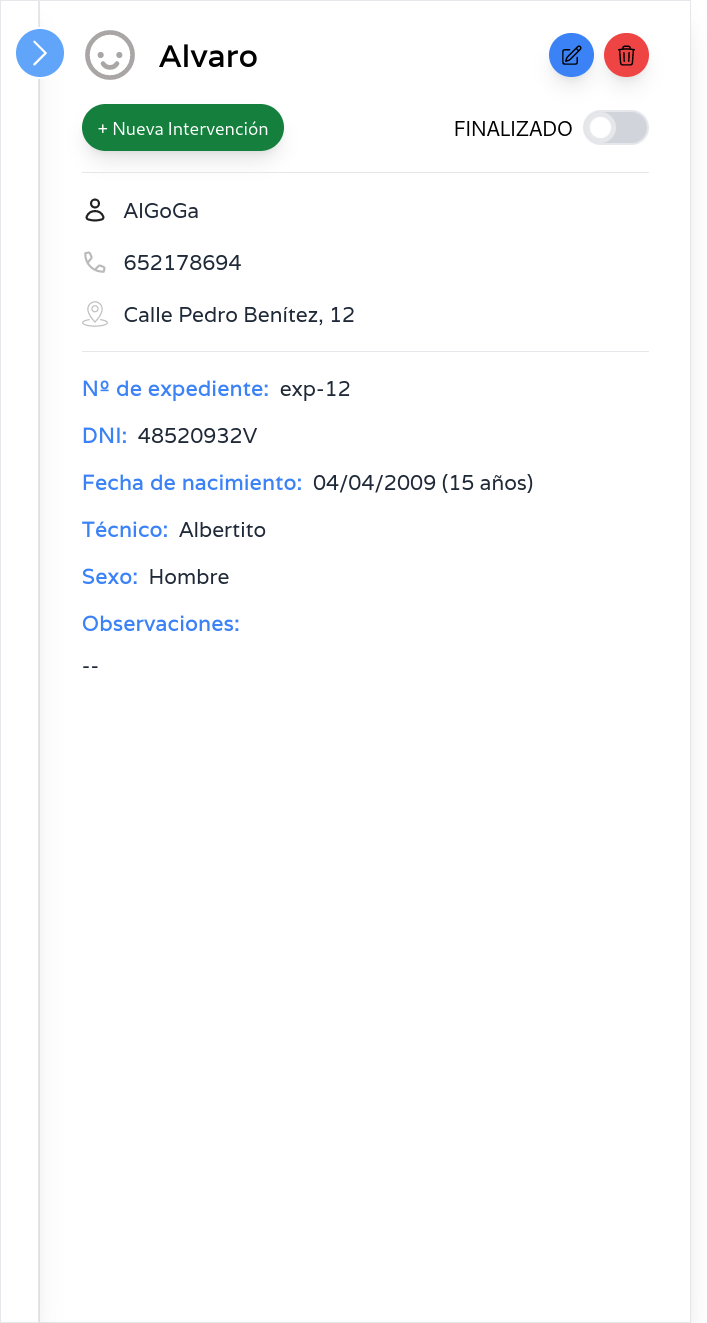 Alvaro
+ Nueva Intervención
FINALIZADO
AlGoGa
652178694
Calle Pedro Benítez, 12
Nº de expediente: exp-12
DNI: 48520932V
Fecha de nacimiento: 04/04/2009 (15 años)
Técnico: Albertito
Sexo: Hombre
Observaciones:
--